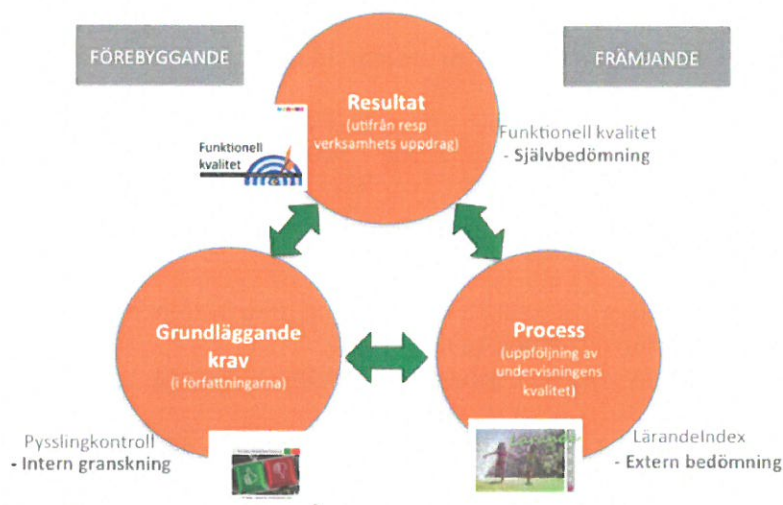 FÖREBYGGANDE
FRÄMJANDE
Resultat
(utifrån resp
verksamhets uppdrag)
Funktionell
kvalitet
Funktionell kvalitet
- Självbedömning
Grundläggande
krav
(i författningarna)
Process
(uppföljning av
undervisningens
kvalitet)
Pysslingkontroll
- Intern granskning
LärandeIndex
- Extern bedömning